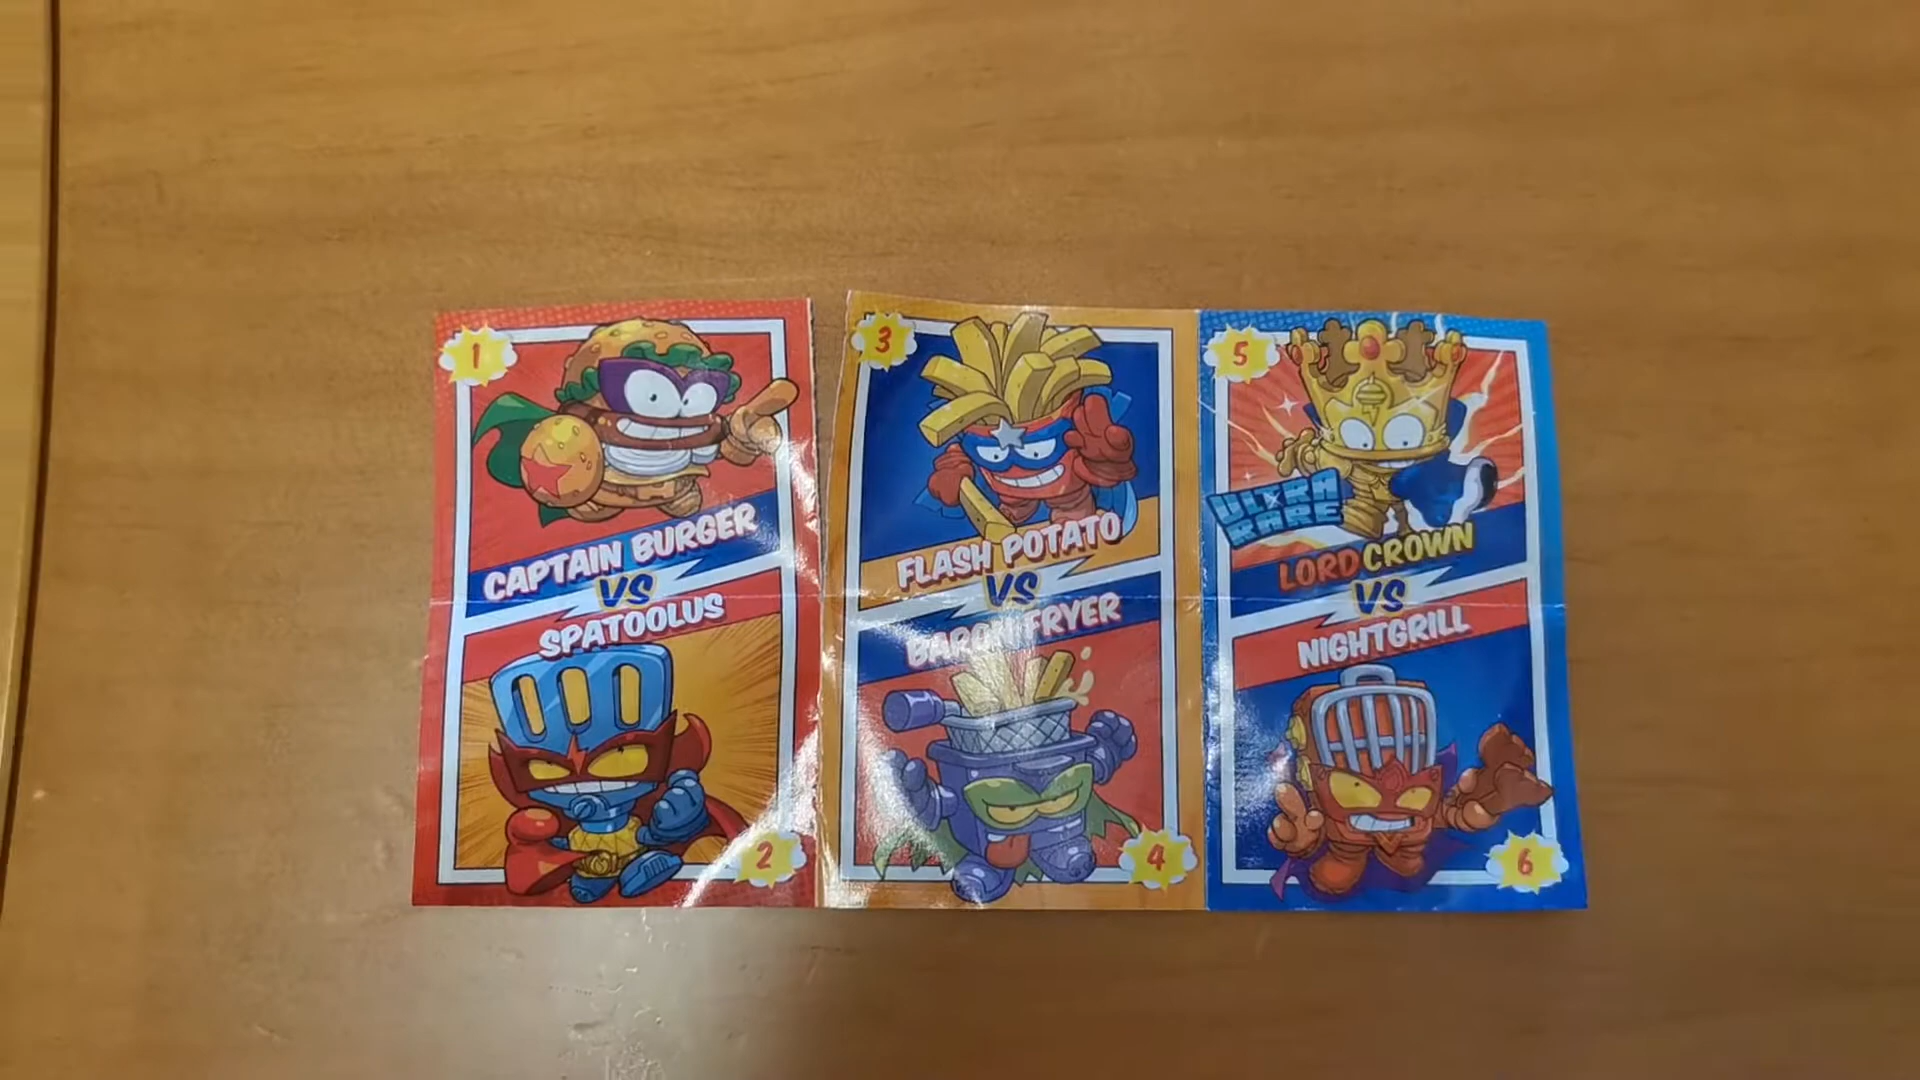 1
CAPTAIN BURGER
VS
SPATOOLUS
2
3
FLASH POTATO
VS
BARON FRYER
4
5
ULTRA
RARE
LORD CROWN
VS
NIGHTGRILL
6